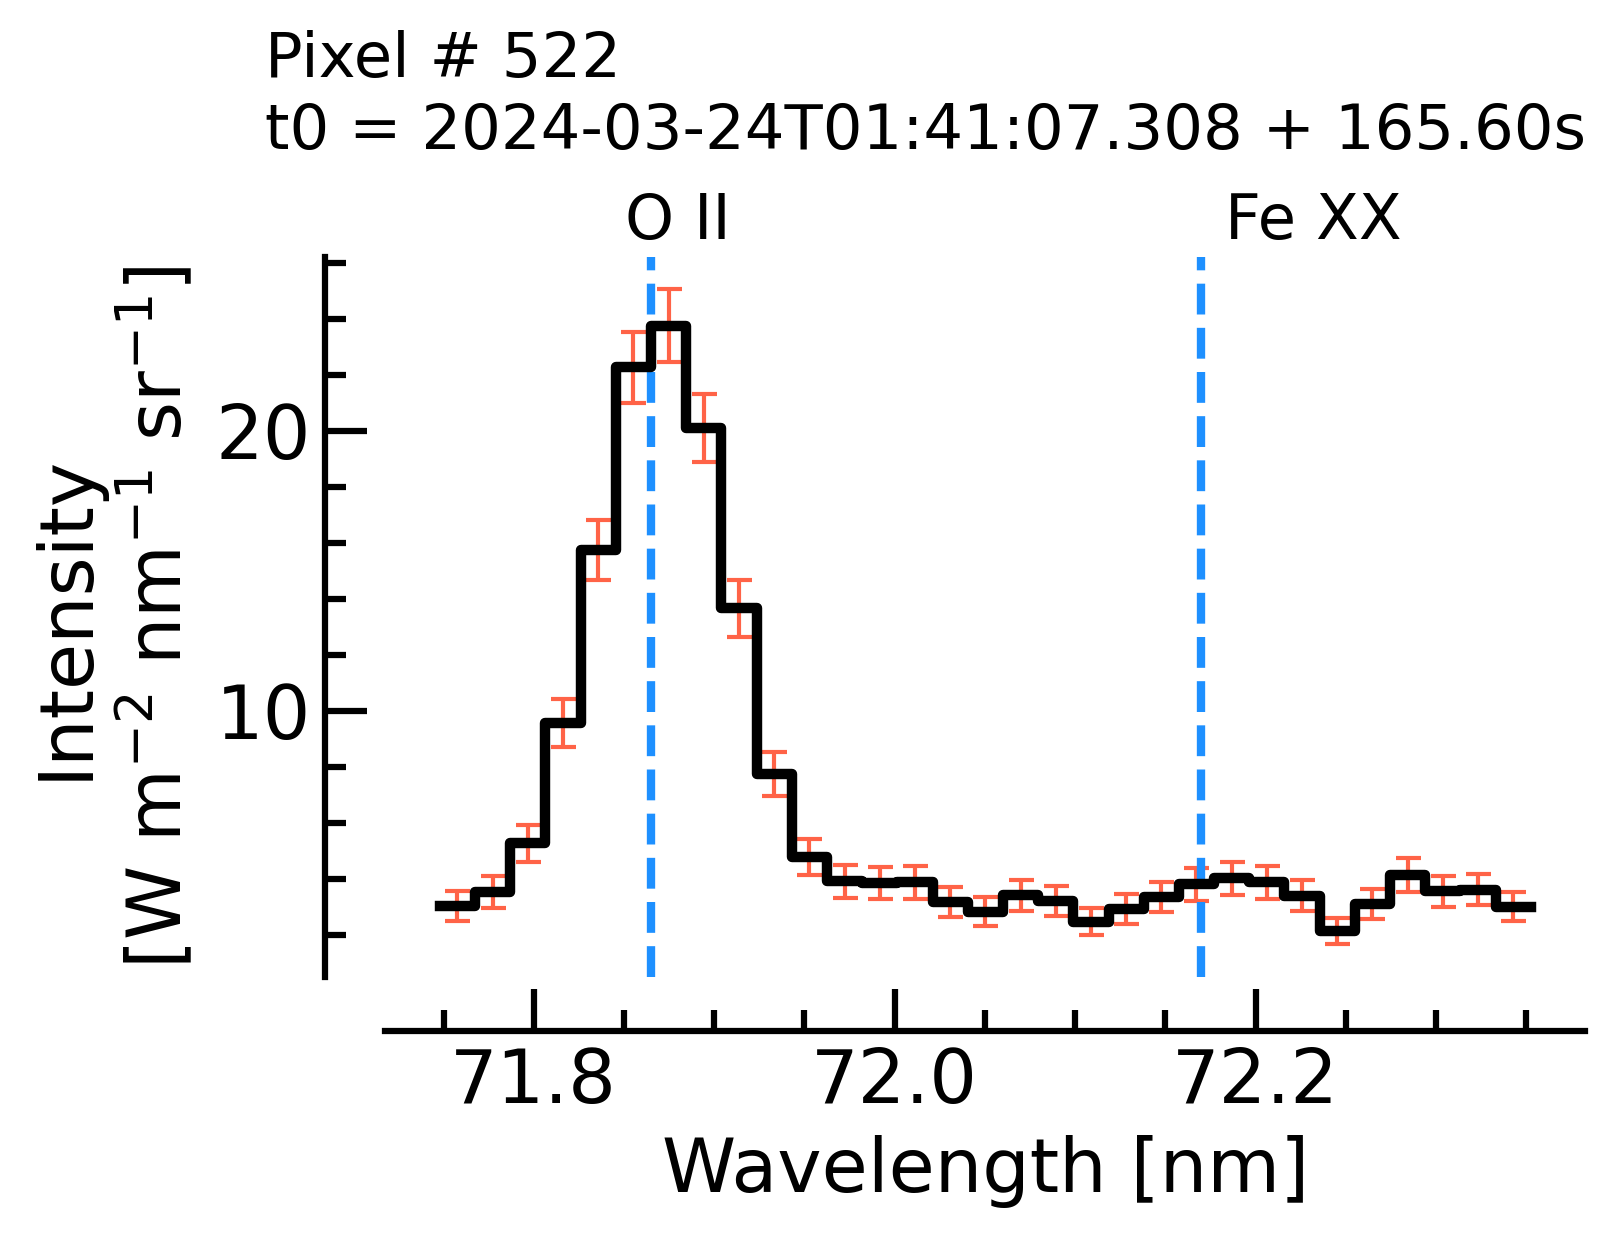 Pixel # 522
t0 = 2024-03-24T01:41:07.308 + 165.60s
O II
Fe XX
Intensity
[W m⁻² nm⁻¹ sr⁻¹]
20
10
71.8
72.0
72.2
Wavelength [nm]